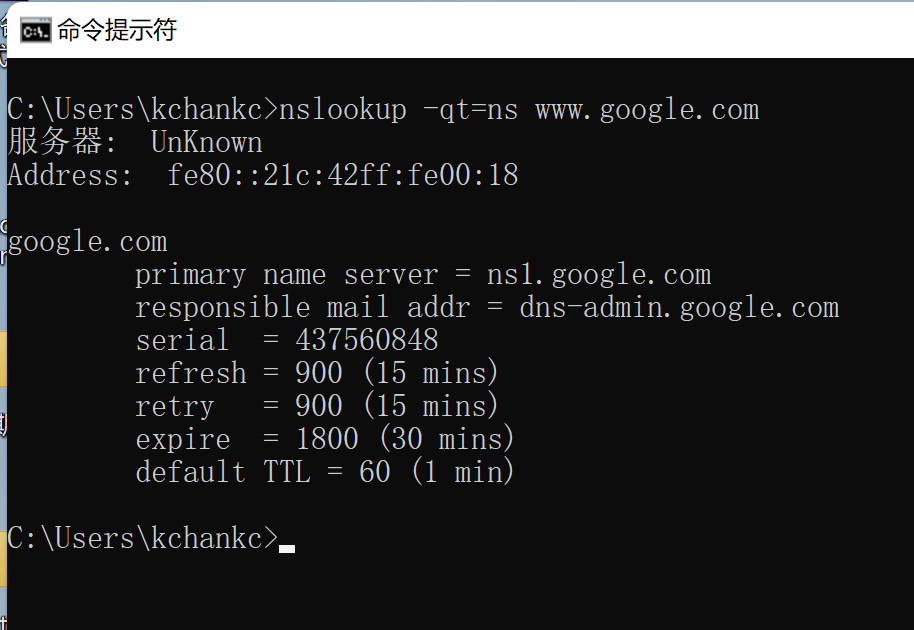 命令提示符
C:\Users\kchankc>nslookup -qt=ns www.google.com
服务器:  UnKnown
Address:  fe80::21c:42ff:fe00:18
google.com
        primary name server = ns1.google.com
        responsible mail addr = dns-admin.google.com
        serial  = 437560848
        refresh = 900 (15 mins)
        retry   = 900 (15 mins)
        expire  = 1800 (30 mins)
        default TTL = 60 (1 min)
C:\Users\kchankc>